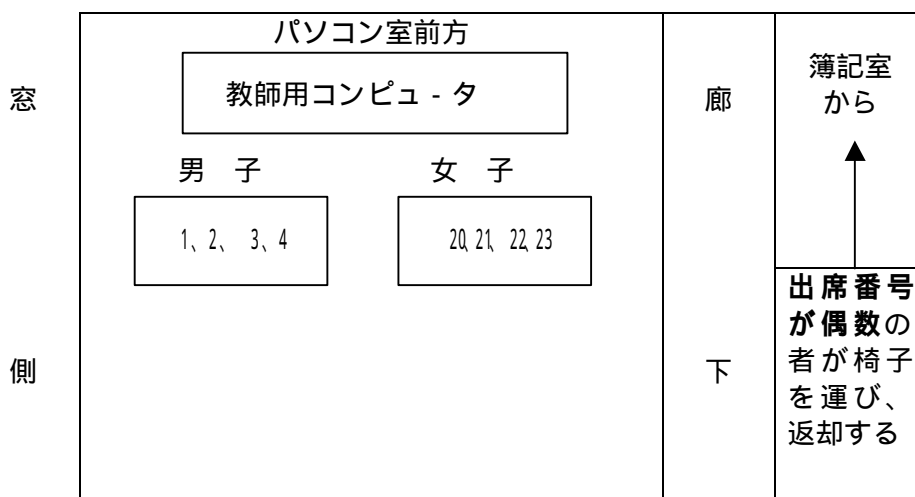 パソコン室前方
教師用コンピュ - タ
男 子
女 子
1、2、 3、4
20,21, 22,23
窓
側
廊
下
簿記室
から
出席番号
が偶数の
者が椅子
を運び、
返却する